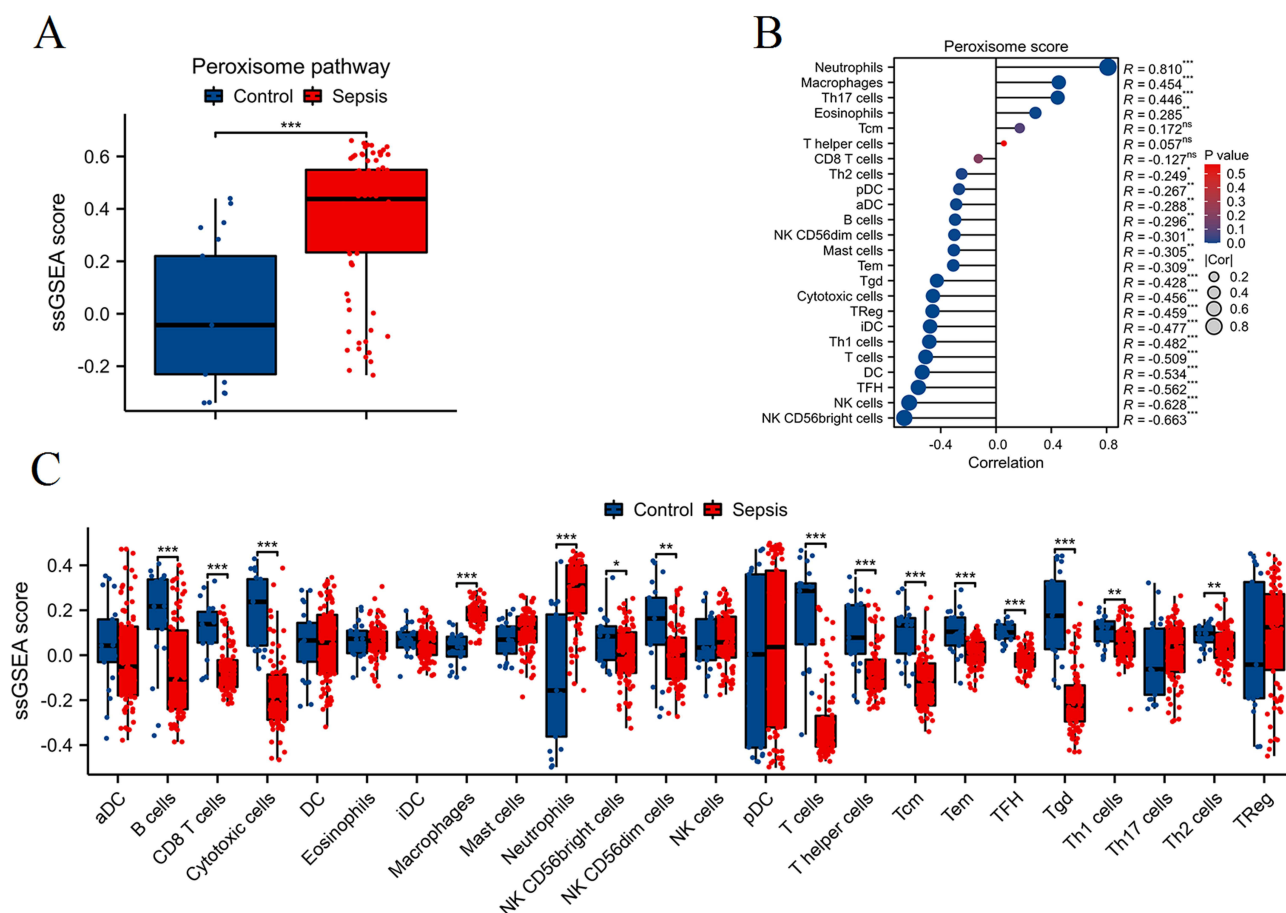 A
Peroxisome pathway
Control Sepsis
***
ssGSEA score
0.6
0.4
0.2
0.0
-0.2
B
Peroxisome score
Neutrophils R = 0.810***
Macrophages R = 0.454***
Th17 cells R = 0.446***
Eosinophils R = 0.285**
Tcm R = 0.172ns
T helper cells R = 0.057ns
CD8 T cells R = -0.127ns
Th2 cells R = -0.249*
pDC R = -0.267**
aDC R = -0.288**
B cells R = -0.296**
NK CD56dim cells R = -0.301**
Mast cells R = -0.305**
Tem R = -0.309**
Tgd R = -0.428***
Cytotoxic cells R = -0.456***
TReg R = -0.459***
iDC R = -0.477***
Th1 cells R = -0.482***
T cells R = -0.509***
DC R = -0.534***
TFH R = -0.562***
NK cells R = -0.628***
NK CD56bright cells R = -0.663***
-0.4 0.0 0.4 0.8
Correlation
P value
0.5
0.4
0.3
0.2
0.1
0.0
|Cor|
0.2
0.4
0.6
0.8
C
Control Sepsis
ssGSEA score
0.4
0.2
0.0
-0.2
-0.4
*** *** *** *** *** * ** *** *** *** *** *** *** ** **
aDC
B cells
CD8 T cells
Cytotoxic cells
DC
Eosinophils
iDC
Macrophages
Mast cells
Neutrophils
NK CD56bright cells
NK CD56dim cells
NK cells
pDC
T cells
T helper cells
Tcm
Tem
TFH
Tgd
Th1 cells
Th17 cells
Th2 cells
TReg